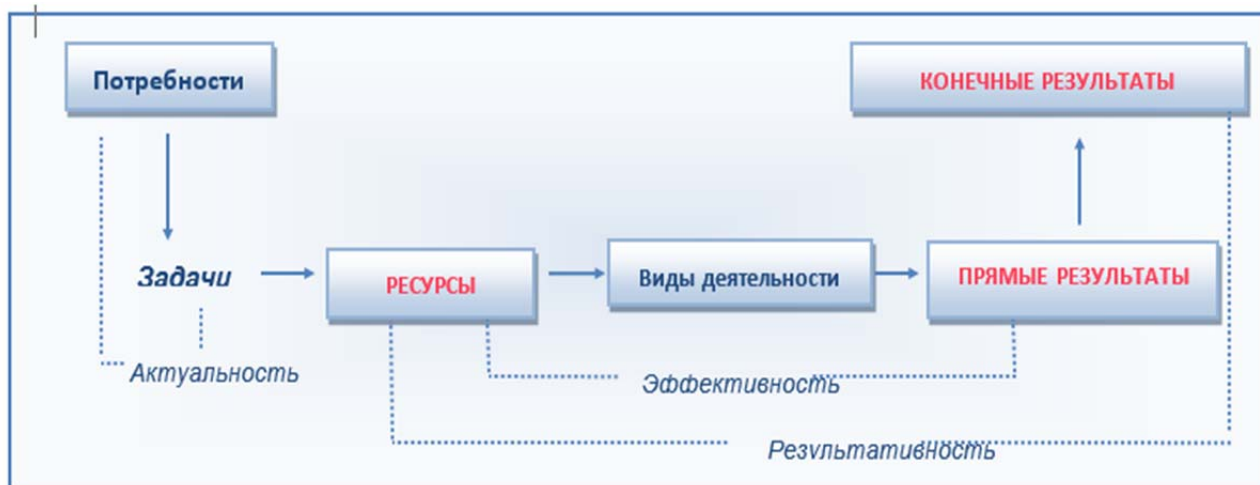 Потребности
КОНЕЧНЫЕ РЕЗУЛЬТАТЫ
Задачи
РЕСУРСЫ
Виды деятельности
ПРЯМЫЕ РЕЗУЛЬТАТЫ
Актуальность
Эффективность
Результативность